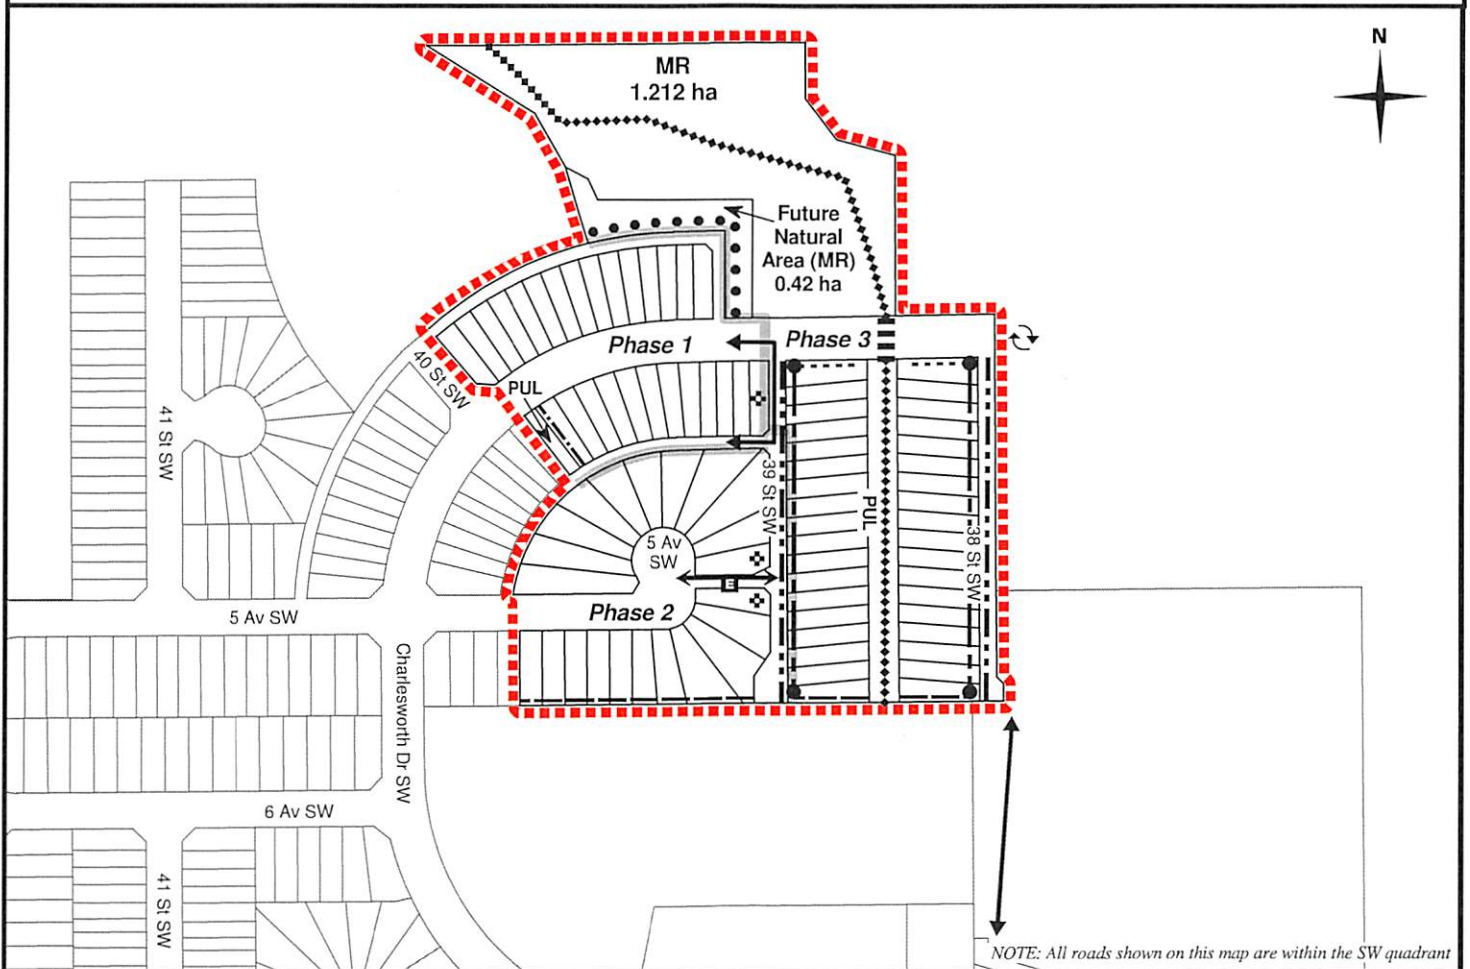 N
MR
1.212 ha
Future
Natural
Area (MR)
0.42 ha
Phase 1
Phase 3
40 St SW
PUL
41 St SW
39 St SW
PUL
38 St SW
5 Av
SW
E
Phase 2
5 Av SW
Charlesworth Dr SW
6 Av SW
41 St SW
NOTE: All roads shown on this map are within the SW quadrant